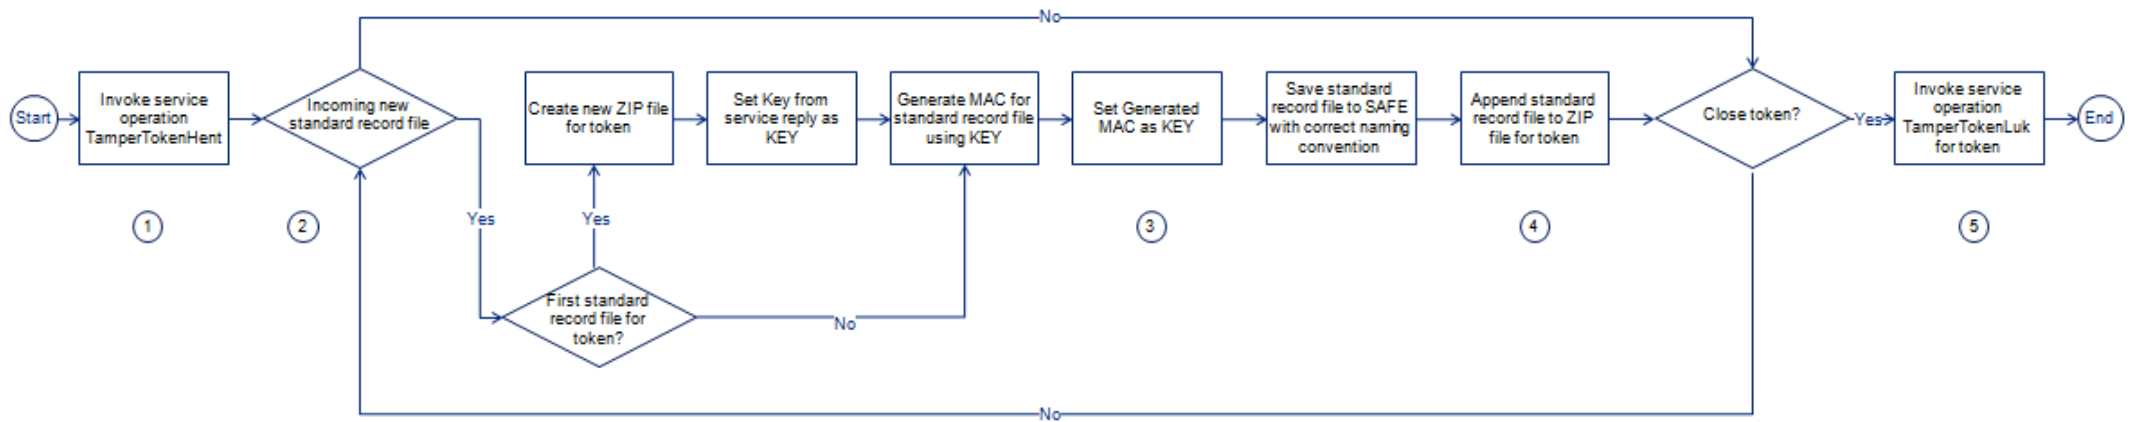 No
Start
Invoke service
operation
TamperTokenHent
Incoming new
standard record file
Create new ZIP file
for token
Set Key from
service reply as
KEY
Generate MAC for
standard record file
using KEY
Set Generated
MAC as KEY
Save standard
record file to SAFE
with correct naming
convention
Append standard
record file to ZIP
file for token
Close token?
Yes
Invoke service
operation
TamperTokenLuk
for token
End
1
2
Yes
Yes
3
4
5
First standard
record file for
token?
No
No